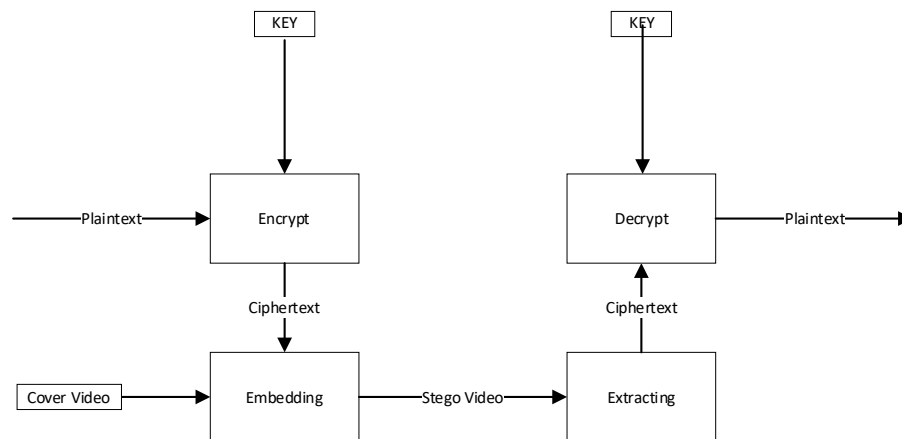 KEY
KEY
Plaintext
Encrypt
Decrypt
Plaintext
Ciphertext
Ciphertext
Cover Video
Embedding
Stego Video
Extracting